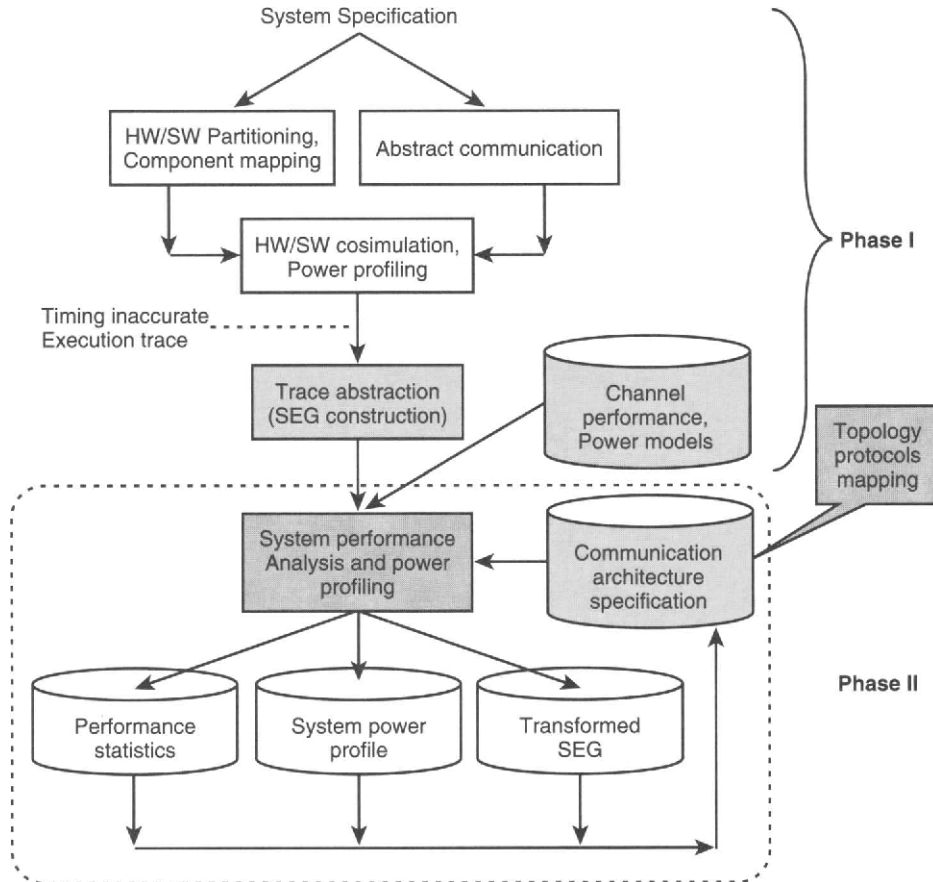 System Specification
HW/SW Partitioning,
Component mapping
Abstract communication
HW/SW cosimulation,
Power profiling
Phase I
Timing inaccurate
Execution trace
Trace abstraction
(SEG construction)
Channel
performance,
Power models
Topology
protocols
mapping
System performance
Analysis and power
profiling
Communication
architecture
specification
Performance
statistics
System power
profile
Transformed
SEG
Phase II